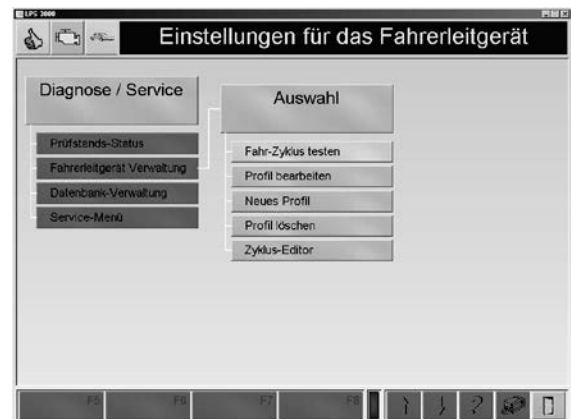 LPS 3000
Einstellungen für das Fahrerleitgerät
Diagnose / Service
Prüfstands-Status
Fahrerleitgerät Verwaltung
Datenbank-Verwaltung
Service-Menü
Auswahl
Fahr-Zyklus testen
Profil bearbeiten
Neues Profil
Profil löschen
Zyklus-Editor
F5
F6
F7
F8